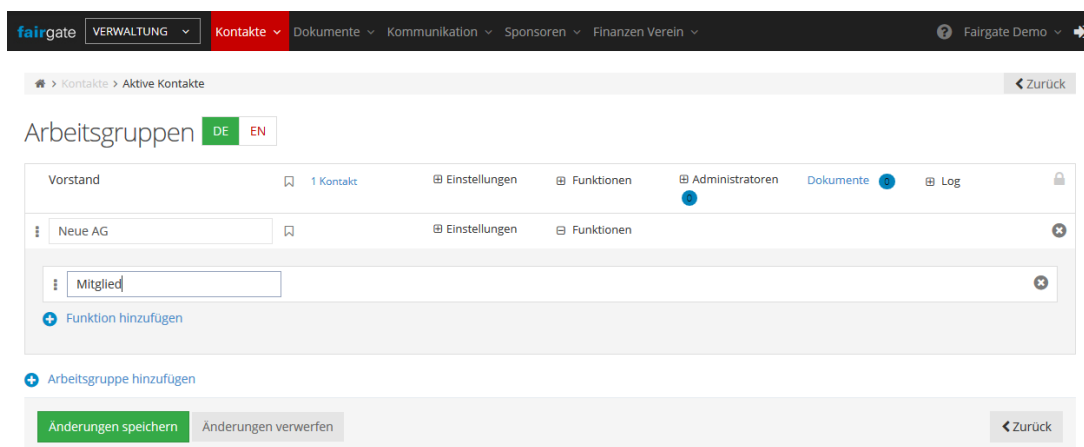 fairgate VERWALTUNG Kontakte Dokumente Kommunikation Sponsoren Finanzen Verein Fairgate Demo
Kontakte > Aktive Kontakte Zurück
Arbeitsgruppen DE EN
Vorstand 1 Kontakt Einstellungen Funktionen Administratoren Dokumente 0 Log
0
Neue AG Einstellungen Funktionen
Mitglied
Funktion hinzufügen
Arbeitsgruppe hinzufügen
Änderungen speichern Änderungen verwerfen Zurück